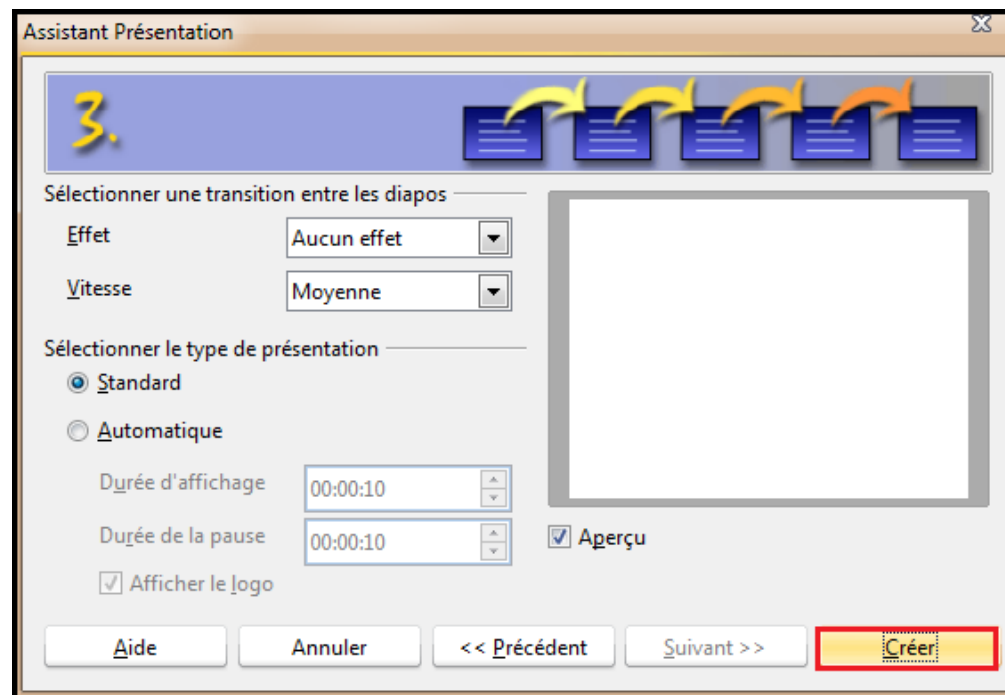 Assistant Présentation
3.
Sélectionner une transition entre les diapos
Effet Aucun effet
Vitesse Moyenne
Sélectionner le type de présentation
Standard
Automatique
Durée d'affichage 00:00:10
Durée de la pause 00:00:10
Aperçu
Afficher le logo
Aide Annuler << Précédent Suivant >> Créer